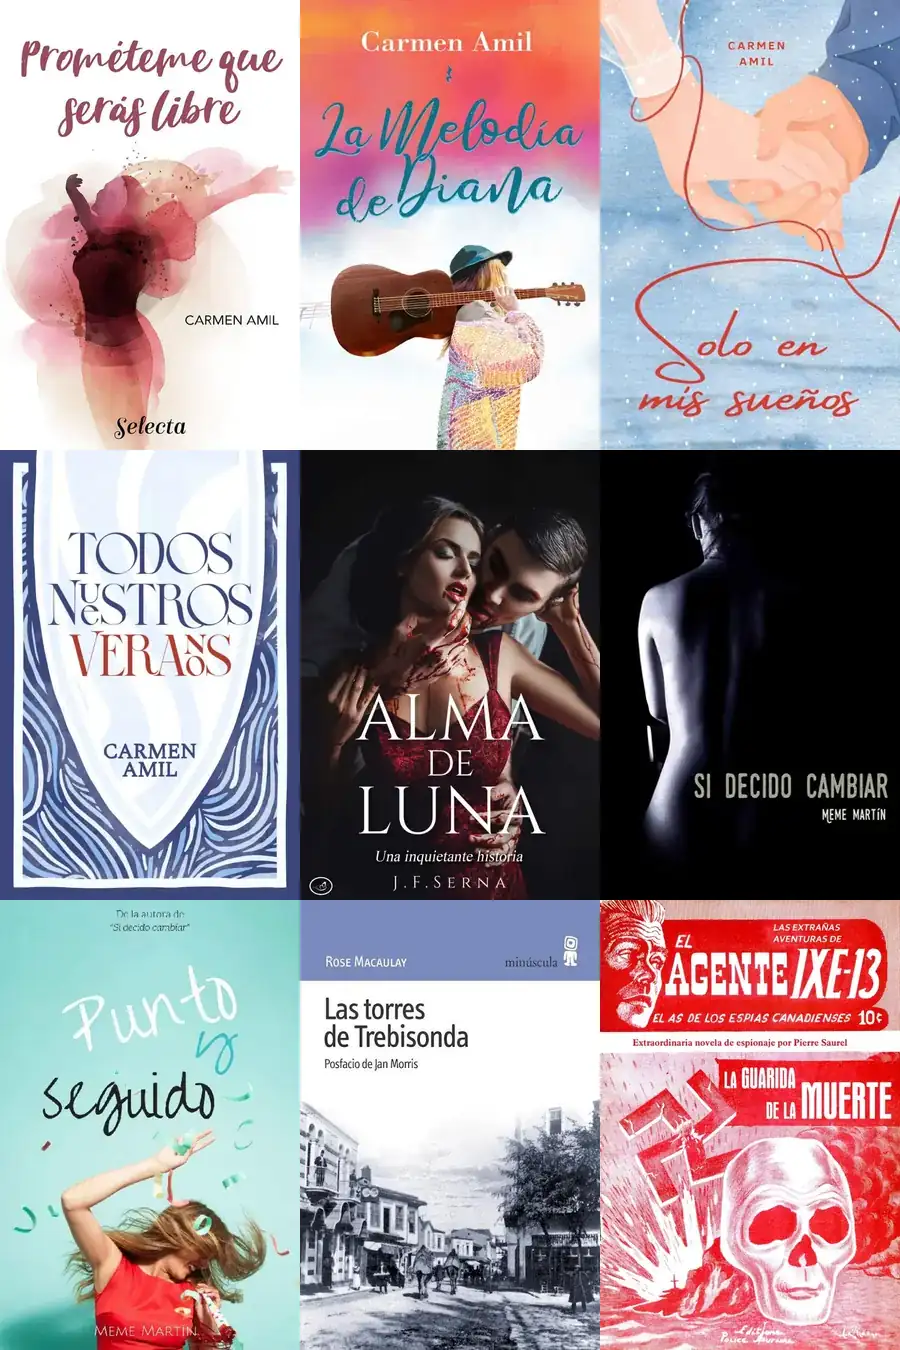 Prométeme que
serás libre
CARMEN AMIL
Selecta
Carmen Amil
La Melodía
de Diana
CARMEN
AMIL
Solo en
mis sueños
TODOS
NUeSTROS
VERANOS
CARMEN
AMIL
ALMA
DE
LUNA
Una inquietante historia
J.F.SERNA
SI DECIDO CAMBIAR
MEME MARTÍN
De la autora de
"Si decido cambiar"
Punto
y
seguido
MEME MARTÍN
ROSE MACAULAY
minúscula
Las torres
de Trebisonda
Posfacio de Jan Morris
LAS EXTRAÑAS
AVENTURAS DE
EL
AGENTE IXE-13
EL AS DE LOS ESPIAS CANADIENSES 10¢
Extraordinaria novela de espionaje por Pierre Saurel
LA GUARIDA
DE LA MUERTE